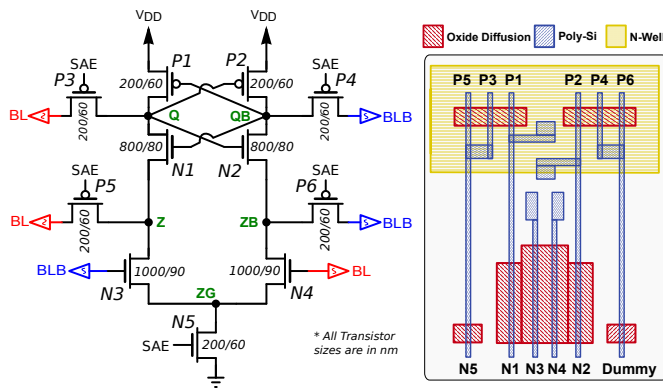 VDD VDD
SAE P1 P2 SAE
P3 P4
200/60 200/60
BL 200/60 Q QB 200/60 BLB
800/80 800/80
N1 N2
SAE SAE
P5 P6
BL 200/60 Z ZB 200/60 BLB
BLB 1000/90 1000/90 BL
N3 ZG N4
N5
SAE 200/60
* All Transistor
sizes are in nm
Oxide Diffusion Poly-Si N-Well
P5 P3 P1 P2 P4 P6
N5 N1 N3 N4 N2 Dummy